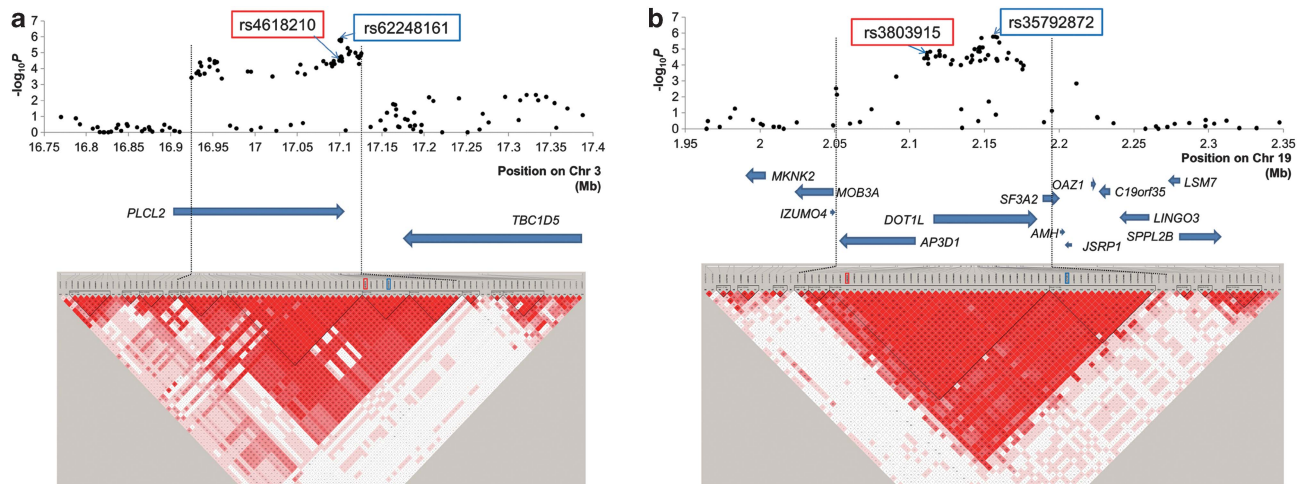 a
rs4618210
rs62248161
-log10P
7
6
5
4
3
2
1
0
16.75 16.8 16.85 16.9 16.95 17 17.05 17.1 17.15 17.2 17.25 17.3 17.35 17.4
Position on Chr 3
(Mb)
PLCL2
TBC1D5
b
rs3803915
rs35792872
-log10P
7
6
5
4
3
2
1
0
1.95 2 2.05 2.1 2.15 2.2 2.25 2.3 2.35
Position on Chr 19
(Mb)
MKNK2
MOB3A
IZUMO4
DOT1L
AP3D1
SF3A2
OAZ1
C19orf35
LSM7
AMH
JSRP1
LINGO3
SPPL2B